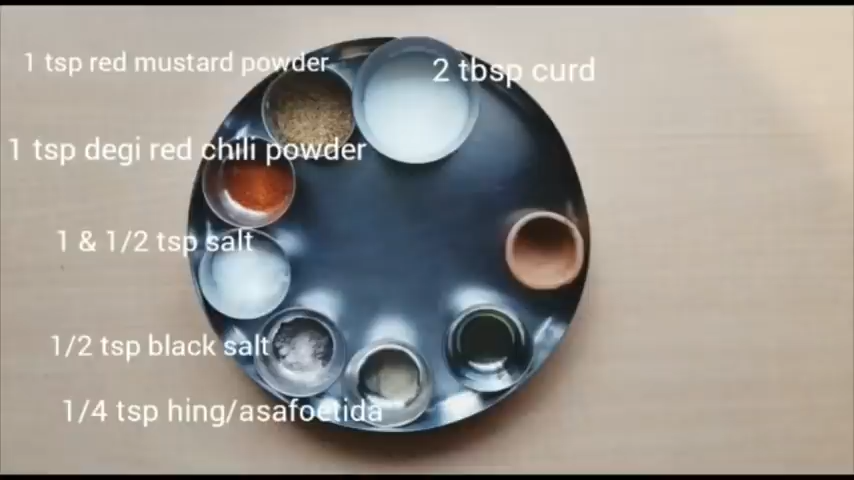 1 tsp red mustard powder
2 tbsp curd
1 tsp degi red chili powder
1 & 1/2 tsp salt
1/2 tsp black salt
1/4 tsp hing/asafoetida